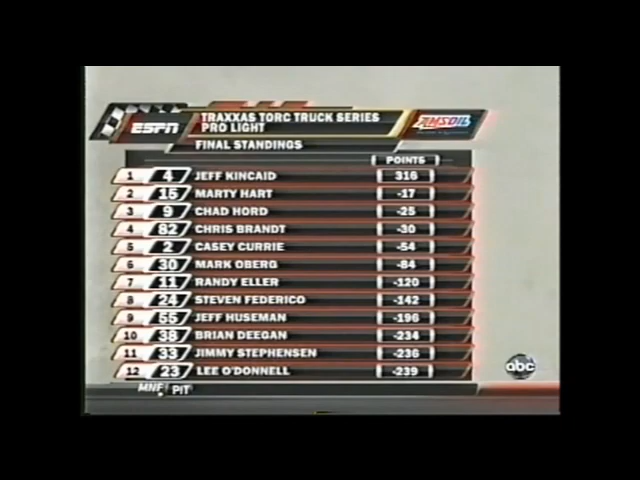 ESPN
TRAXXAS TORC TRUCK SERIES
PRO LIGHT
AMSOIL
FINAL STANDINGS
POINTS
1 4 JEFF KINCAID 316
2 15 MARTY HART -17
3 9 CHAD HORD -25
4 82 CHRIS BRANDT -30
5 2 CASEY CURRIE -54
6 30 MARK OBERG -84
7 11 RANDY ELLER -120
8 24 STEVEN FEDERICO -142
9 55 JEFF HUSEMAN -196
10 38 BRIAN DEEGAN -234
11 33 JIMMY STEPHENSEN -236
12 23 LEE O'DONNELL -239
abc
MNF PIT